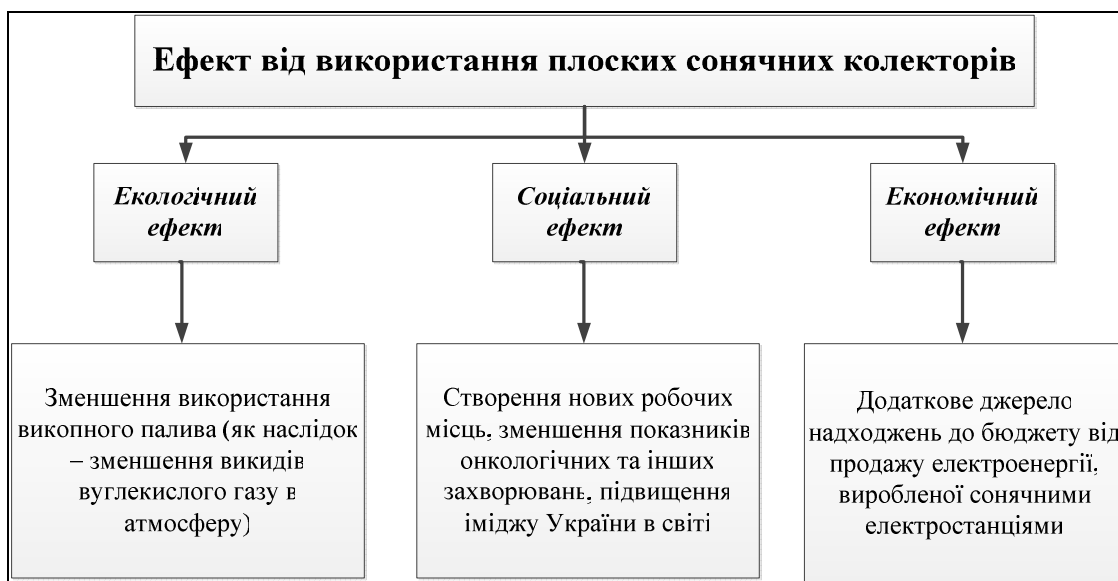 Ефект від використання плоских сонячних колекторів
Екологічний
ефект
Соціальний
ефект
Економічний
ефект
Зменшення використання
викопного палива (як наслідок
– зменшення викидів
вуглекислого газу в
атмосферу)
Створення нових робочих
місць, зменшення показників
онкологічних та інших
захворювань, підвищення
іміджу України в світі
Додаткове джерело
надходжень до бюджету від
продажу електроенергії,
виробленої сонячними
електростанціями